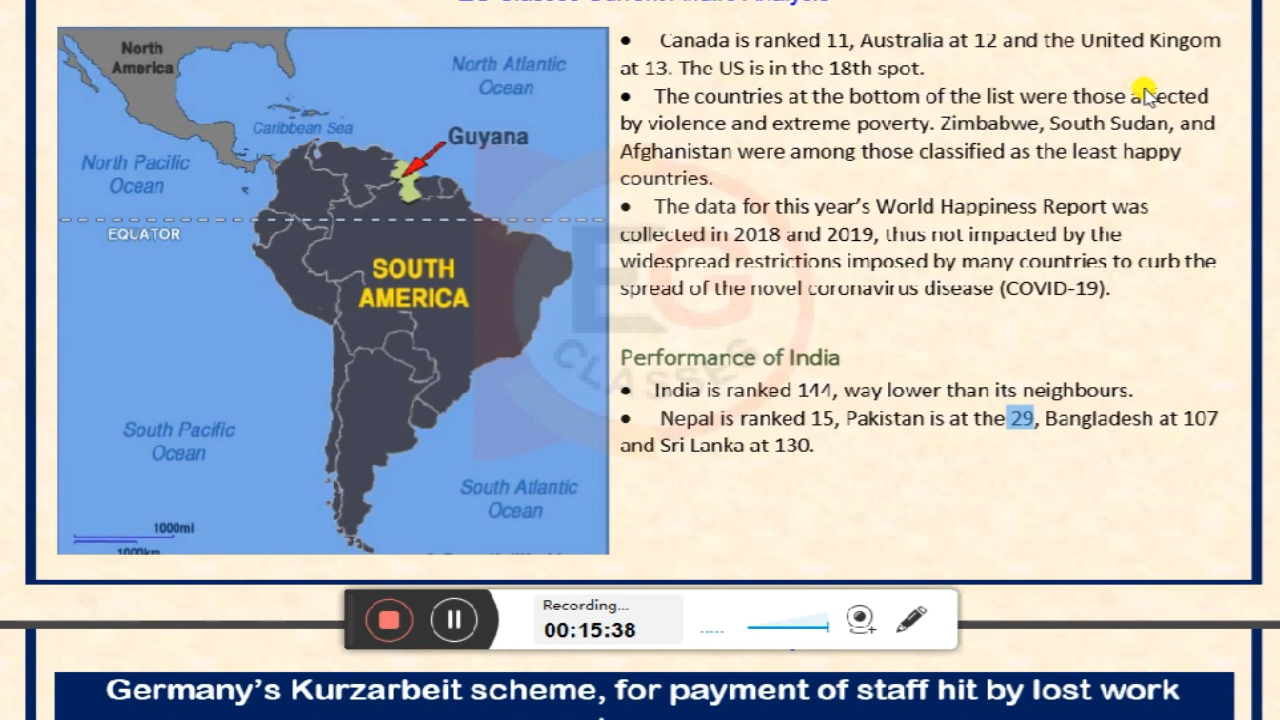 North
America
North Atlantic
Ocean
Caribbean Sea
Guyana
North Pacific
Ocean
EQUATOR
SOUTH
AMERICA
South Pacific
Ocean
South Atlantic
Ocean
1000mi
1000km
• Canada is ranked 11, Australia at 12 and the United Kingom
at 13. The US is in the 18th spot.
• The countries at the bottom of the list were those affected
by violence and extreme poverty. Zimbabwe, South Sudan, and
Afghanistan were among those classified as the least happy
countries.
• The data for this year’s World Happiness Report was
collected in 2018 and 2019, thus not impacted by the
widespread restrictions imposed by many countries to curb the
spread of the novel coronavirus disease (COVID-19).
EG
CLASSES
Performance of India
• India is ranked 144, way lower than its neighbours.
• Nepal is ranked 15, Pakistan is at the 29, Bangladesh at 107
and Sri Lanka at 130.
Recording...
00:15:38
Germany’s Kurzarbeit scheme, for payment of staff hit by lost work